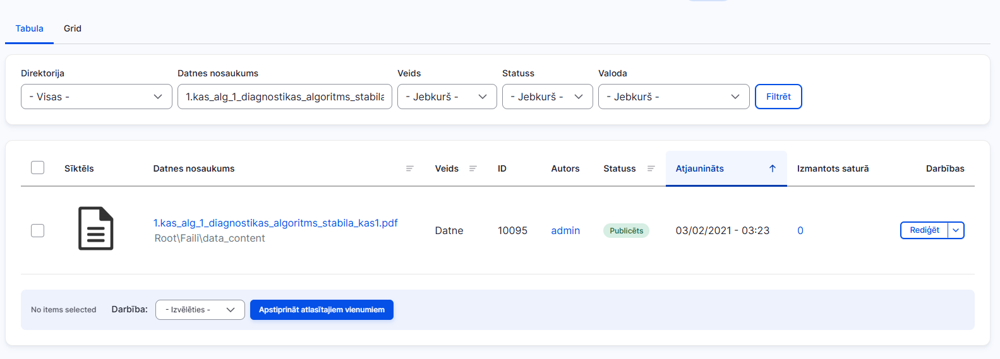 Tabula Grid
Direktorija Datnes nosaukums Veids Statuss Valoda
- Visas - 1.kas_alg_1_diagnostikas_algoritms_stabila - Jebkurš - - Jebkurš - - Jebkurš - Filtrēt
Sīktēls Datnes nosaukums Veids ID Autors Statuss Atjaunināts Izmantots saturā Darbības
1.kas_alg_1_diagnostikas_algoritms_stabila_kas1.pdf
Root\Faili\data_content
Datne 10095 admin Publicēts 03/02/2021 - 03:23 0 Rediģēt
No items selected Darbība: - Izvēlēties - Apstiprināt atlasītajiem vienumiem